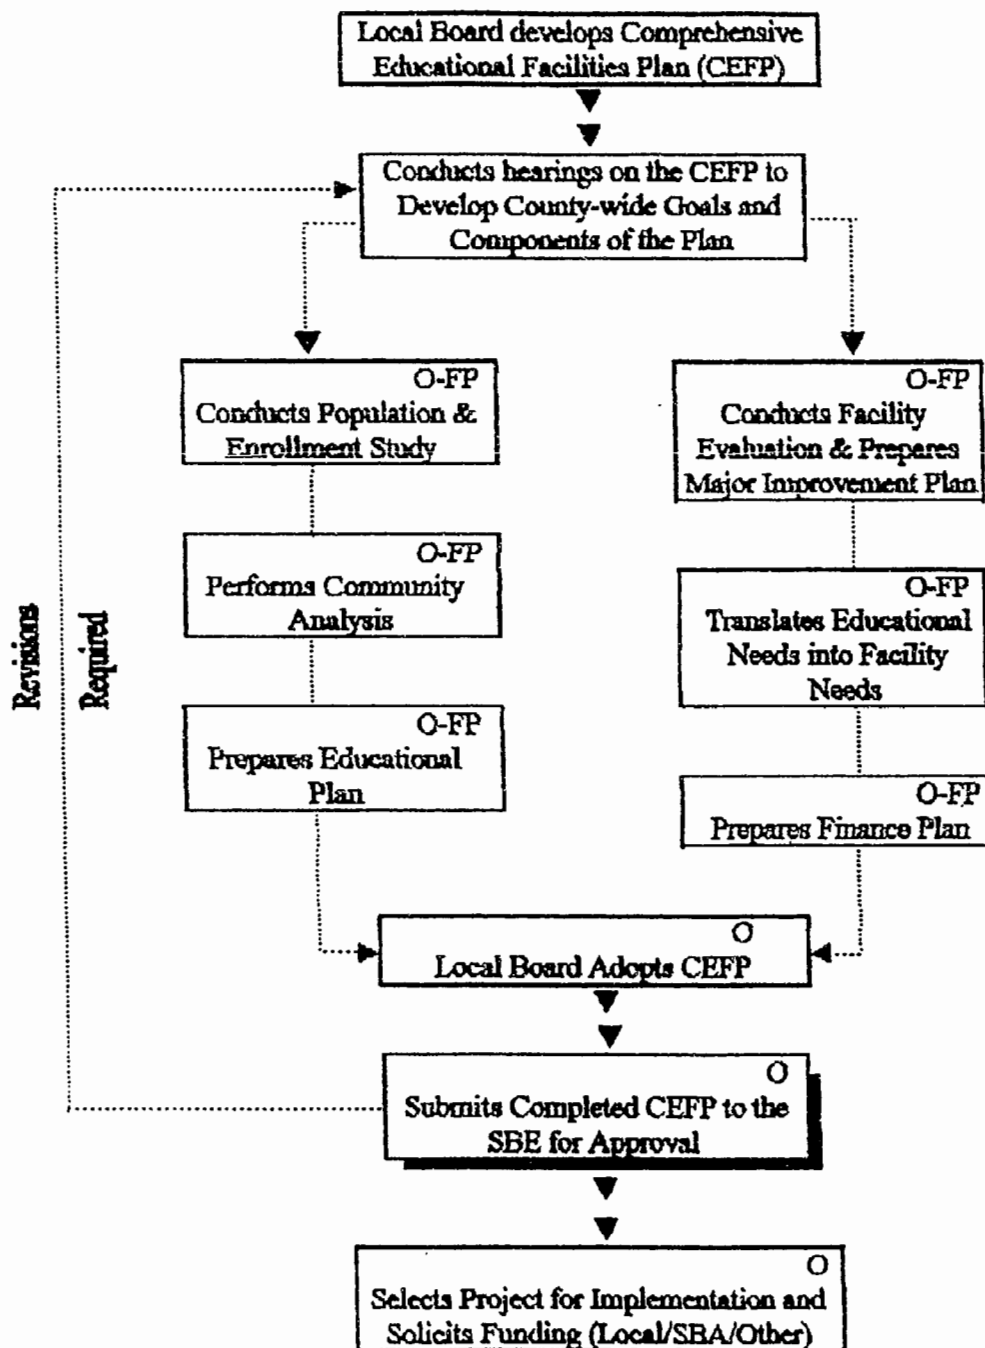 Local Board develops Comprehensive
Educational Facilities Plan (CEFP)
Conducts hearings on the CEFP to
Develop County-wide Goals and
Components of the Plan
O-FP
Conducts Population &
Enrollment Study
O-FP
Performs Community
Analysis
O-FP
Prepares Educational
Plan
O-FP
Conducts Facility
Evaluation & Prepares
Major Improvement Plan
O-FP
Translates Educational
Needs into Facility
Needs
O-FP
Prepares Finance Plan
Revisions
Required
O
Local Board Adopts CEFP
O
Submits Completed CEFP to the
SBE for Approval
O
Selects Project for Implementation and
Solicits Funding (Local/SBA/Other)